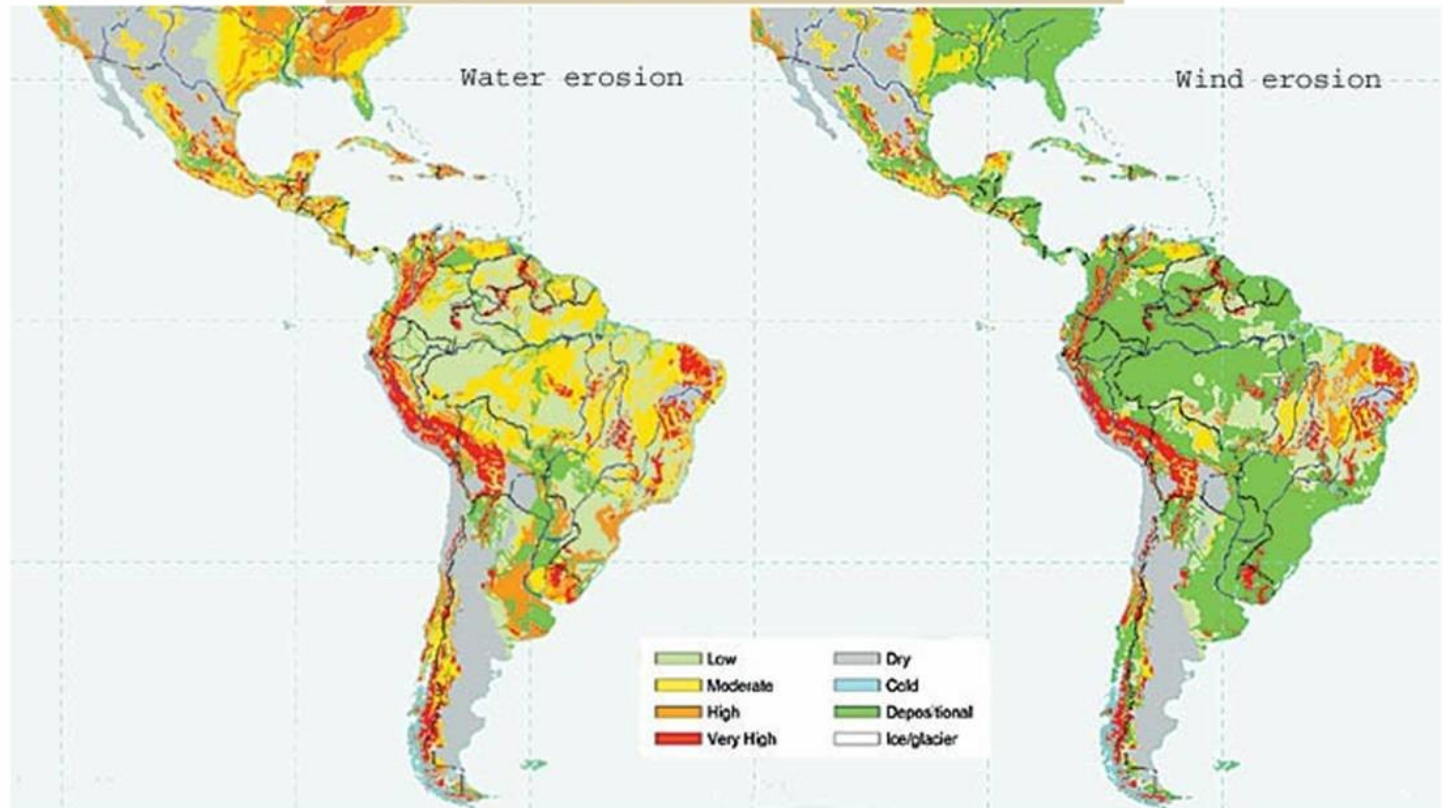 Water erosion
Wind erosion
Low
Moderate
High
Very High
Dry
Cold
Depositional
Ice/glacier